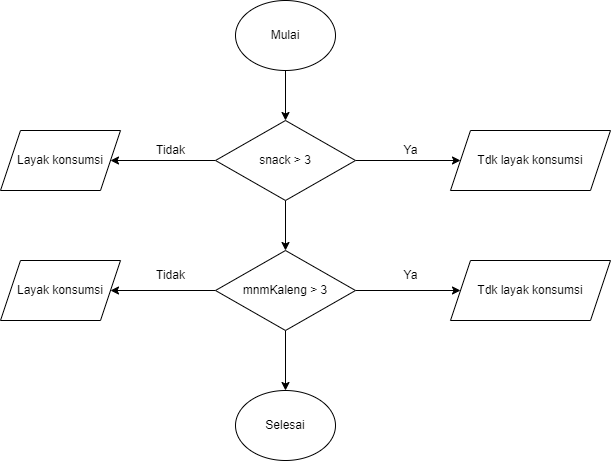 Mulai
Tidak
Ya
Layak konsumsi
snack > 3
Tdk layak konsumsi
Tidak
Ya
Layak konsumsi
mnmKaleng > 3
Tdk layak konsumsi
Selesai